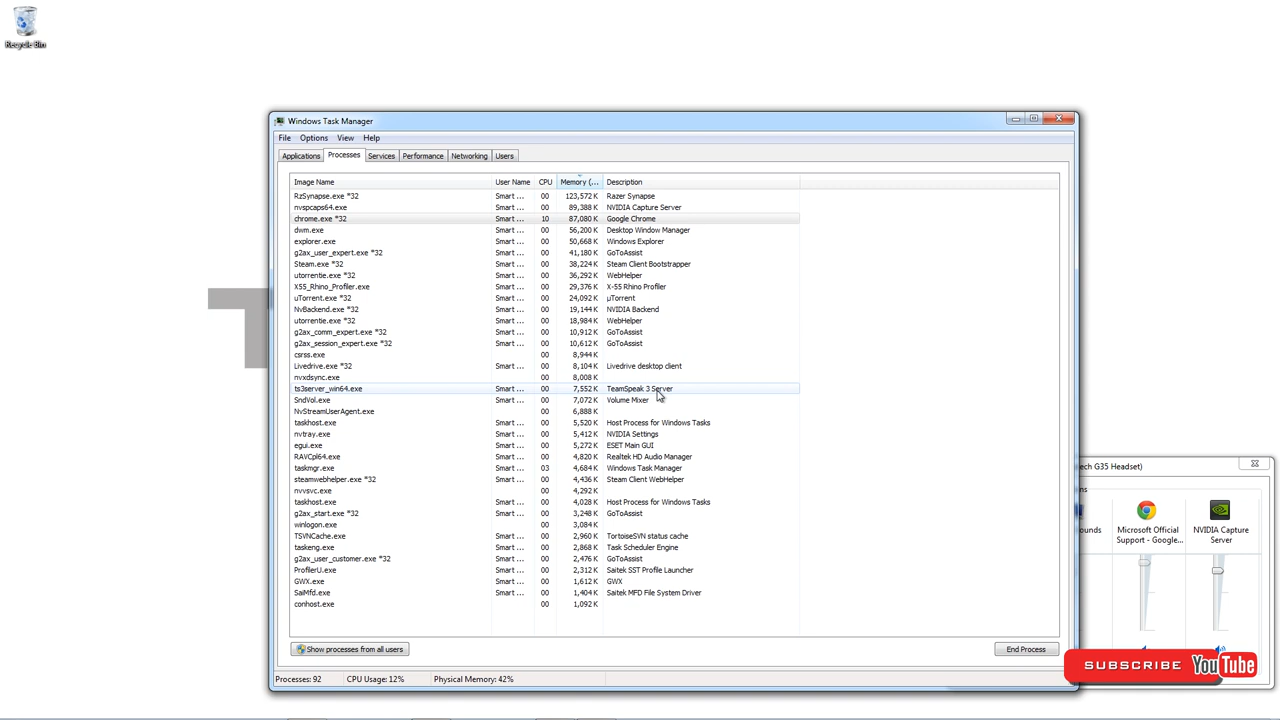 Recycle Bin
Windows Task Manager
File Options View Help
Applications Processes Services Performance Networking Users
Image Name User Name CPU Memory (... Description
RzSynapse.exe *32 Smart ... 00 123,572 K Razer Synapse
nvspcaps64.exe Smart ... 00 89,388 K NVIDIA Capture Server
chrome.exe *32 Smart ... 10 87,080 K Google Chrome
dwm.exe Smart ... 00 56,200 K Desktop Window Manager
explorer.exe Smart ... 00 50,668 K Windows Explorer
g2ax_user_expert.exe *32 Smart ... 00 41,180 K GoToAssist
Steam.exe *32 Smart ... 00 38,224 K Steam Client Bootstrapper
utorrentie.exe *32 Smart ... 00 36,292 K WebHelper
X55_Rhino_Profiler.exe Smart ... 00 29,376 K X-55 Rhino Profiler
uTorrent.exe *32 Smart ... 00 24,092 K µTorrent
NvBackend.exe *32 Smart ... 00 19,144 K NVIDIA Backend
utorrentie.exe *32 Smart ... 00 18,984 K WebHelper
g2ax_comm_expert.exe *32 Smart ... 00 10,912 K GoToAssist
g2ax_session_expert.exe *32 Smart ... 00 10,612 K GoToAssist
csrss.exe 00 8,944 K
Livedrive.exe *32 Smart ... 00 8,104 K Livedrive desktop client
nvxdsync.exe 00 8,008 K
ts3server_win64.exe Smart ... 00 7,552 K TeamSpeak 3 Server
SndVol.exe Smart ... 00 7,072 K Volume Mixer
NvStreamUserAgent.exe 00 6,888 K
taskhost.exe Smart ... 00 5,520 K Host Process for Windows Tasks
nvtray.exe Smart ... 00 5,412 K NVIDIA Settings
egui.exe Smart ... 00 5,272 K ESET Main GUI
RAVCpl64.exe Smart ... 00 4,820 K Realtek HD Audio Manager
taskmgr.exe Smart ... 03 4,684 K Windows Task Manager
steamwebhelper.exe *32 Smart ... 00 4,436 K Steam Client WebHelper
nvvsvc.exe 00 4,292 K
taskhost.exe Smart ... 00 4,028 K Host Process for Windows Tasks
g2ax_start.exe *32 Smart ... 00 3,248 K GoToAssist
winlogon.exe 00 3,084 K
TSVNCache.exe Smart ... 00 2,960 K TortoiseSVN status cache
taskeng.exe Smart ... 00 2,868 K Task Scheduler Engine
g2ax_user_customer.exe *32 Smart ... 00 2,476 K GoToAssist
ProfilerU.exe Smart ... 00 2,312 K Saitek SST Profile Launcher
GWX.exe Smart ... 00 1,612 K GWX
SaiMfd.exe Smart ... 00 1,404 K Saitek MFD File System Driver
conhost.exe 00 1,092 K
Show processes from all users End Process
Processes: 92 CPU Usage: 12% Physical Memory: 42%
tech G35 Headset)
ons
ounds
Microsoft Official
Support - Google...
NVIDIA Capture
Server
SUBSCRIBE YouTube